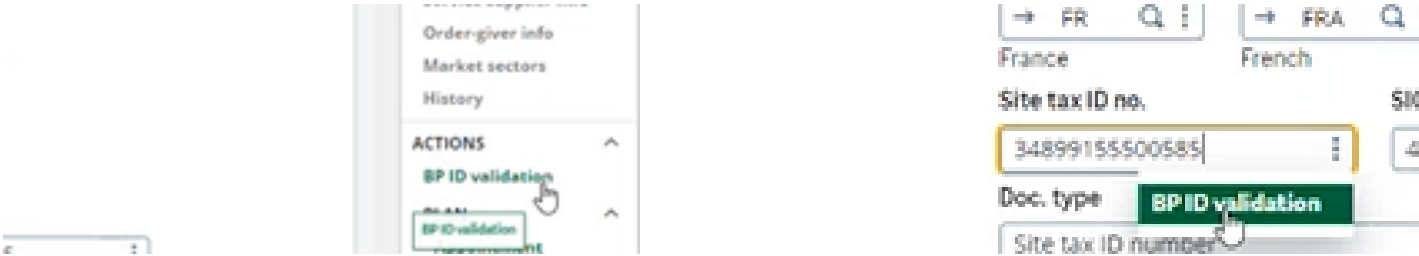 Order-giver info
Market sectors
History
ACTIONS
BP ID validation
BP ID validation
FR
FRA
France
French
Site tax ID no.
34899155500585
Doc. type
BP ID validation
Site tax ID number